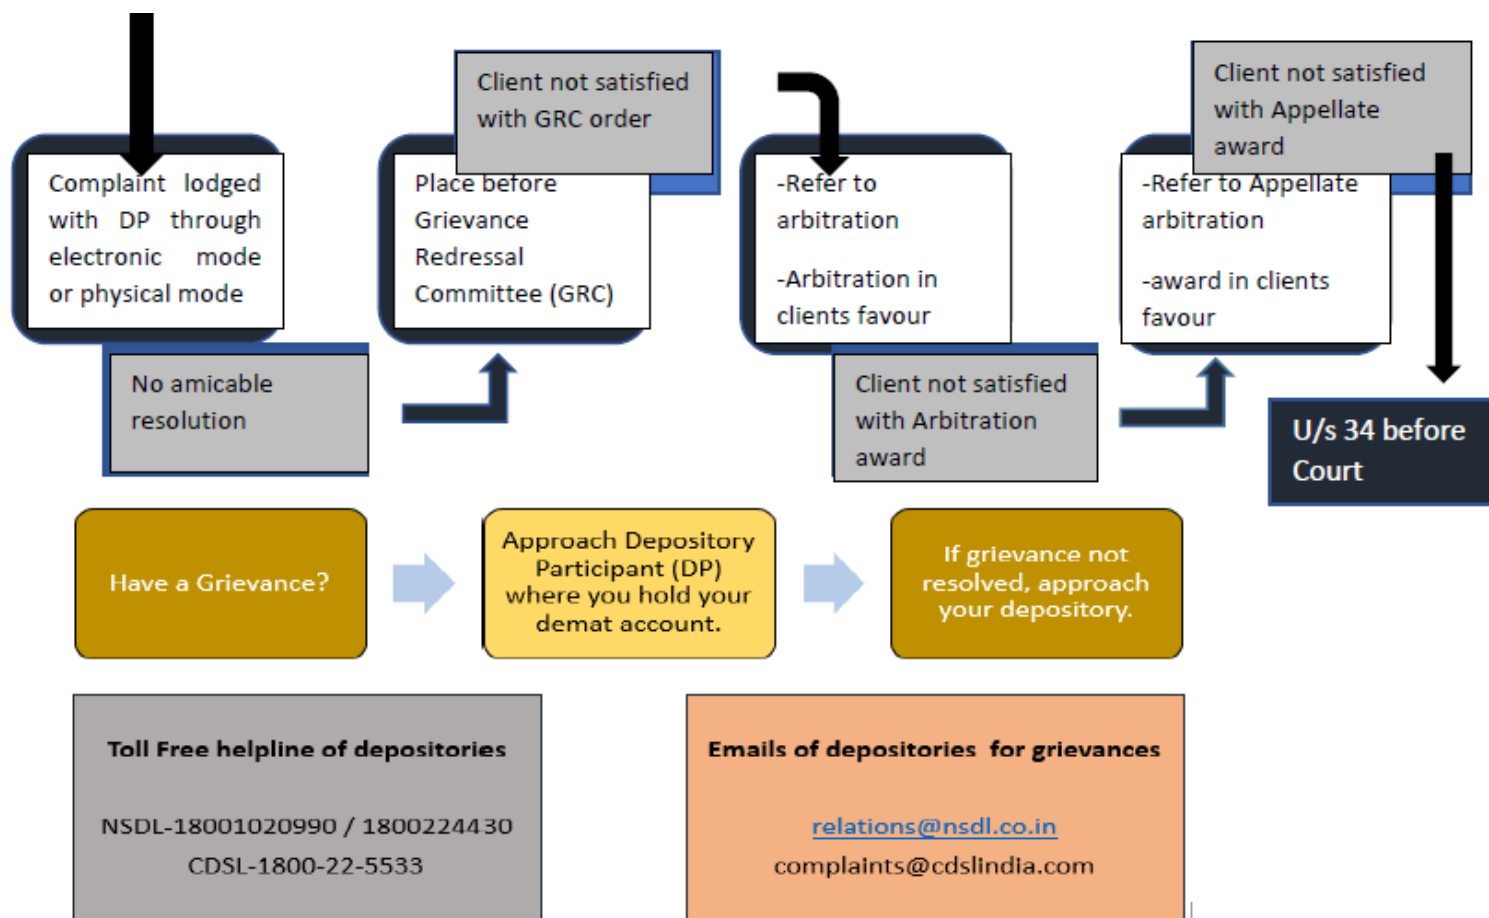 Complaint lodged
with DP through
electronic mode
or physical mode
No amicable
resolution
Place before
Grievance
Redressal
Committee (GRC)
Client not satisfied
with GRC order
-Refer to
arbitration
-Arbitration in
clients favour
Client not satisfied
with Arbitration
award
-Refer to Appellate
arbitration
-award in clients
favour
Client not satisfied
with Appellate
award
U/s 34 before
Court
Have a Grievance?
Approach Depository
Participant (DP)
where you hold your
demat account.
If grievance not
resolved, approach
your depository.
Toll Free helpline of depositories
NSDL-18001020990 / 1800224430
CDSL-1800-22-5533
Emails of depositories for grievances
relations@nsdl.co.in
complaints@cdslindia.com